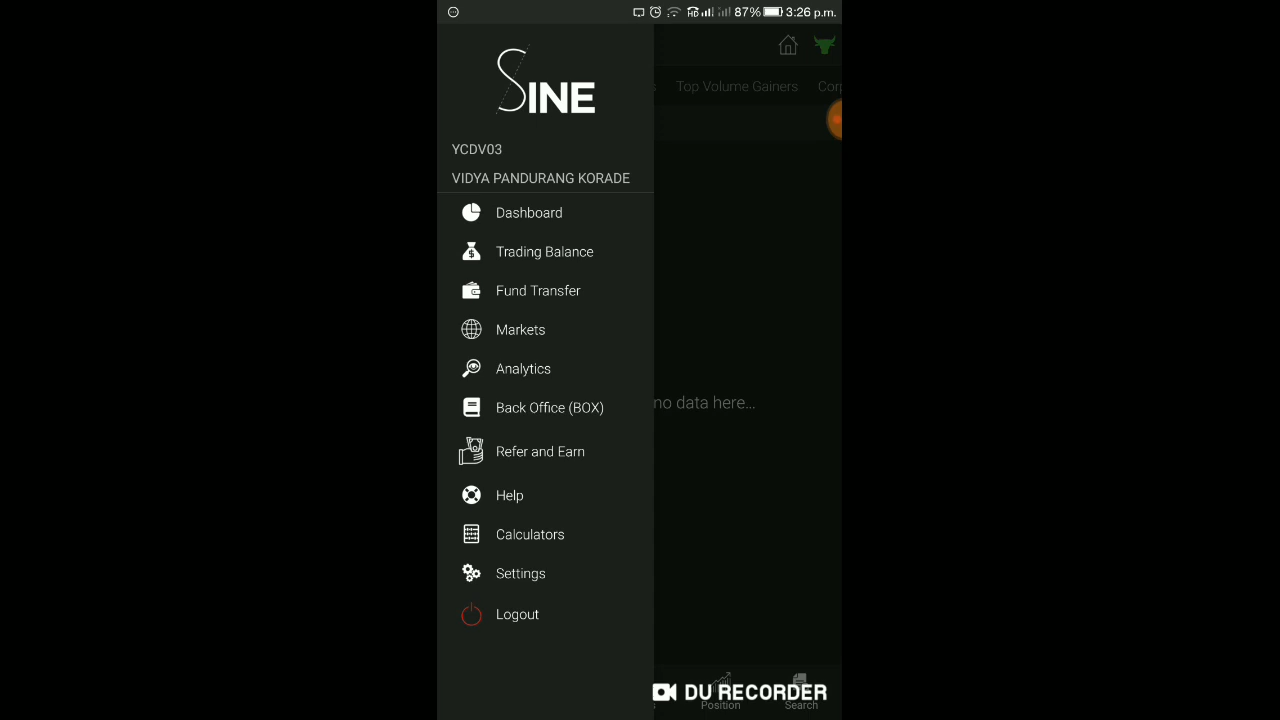 HD 87% 3:26 p.m.
SINE
Top Volume Gainers
YCDV03
VIDYA PANDURANG KORADE
Dashboard
Trading Balance
Fund Transfer
Markets
Analytics
no data here...
Back Office (BOX)
Refer and Earn
Help
Calculators
Settings
Logout
DU RECORDER
Position Search